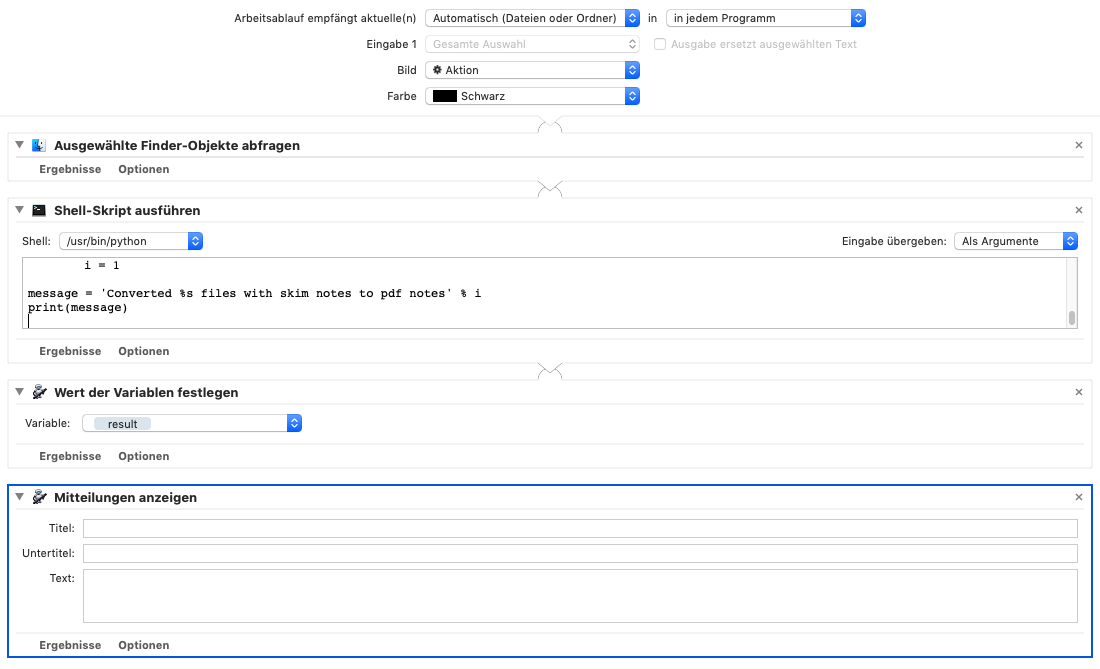 Arbeitsablauf empfängt aktuelle(n) Automatisch (Dateien oder Ordner) in in jedem Programm
Eingabe 1 Gesamte Auswahl Ausgabe ersetzt ausgewählten Text
Bild Aktion
Farbe Schwarz
Ausgewählte Finder-Objekte abfragen
Ergebnisse Optionen
Shell-Skript ausführen
Shell: /usr/bin/python Eingabe übergeben: Als Argumente
i = 1
message = 'Converted %s files with skim notes to pdf notes' % i
print(message)
Ergebnisse Optionen
Wert der Variablen festlegen
Variable: result
Ergebnisse Optionen
Mitteilungen anzeigen
Titel:
Untertitel:
Text:
Ergebnisse Optionen